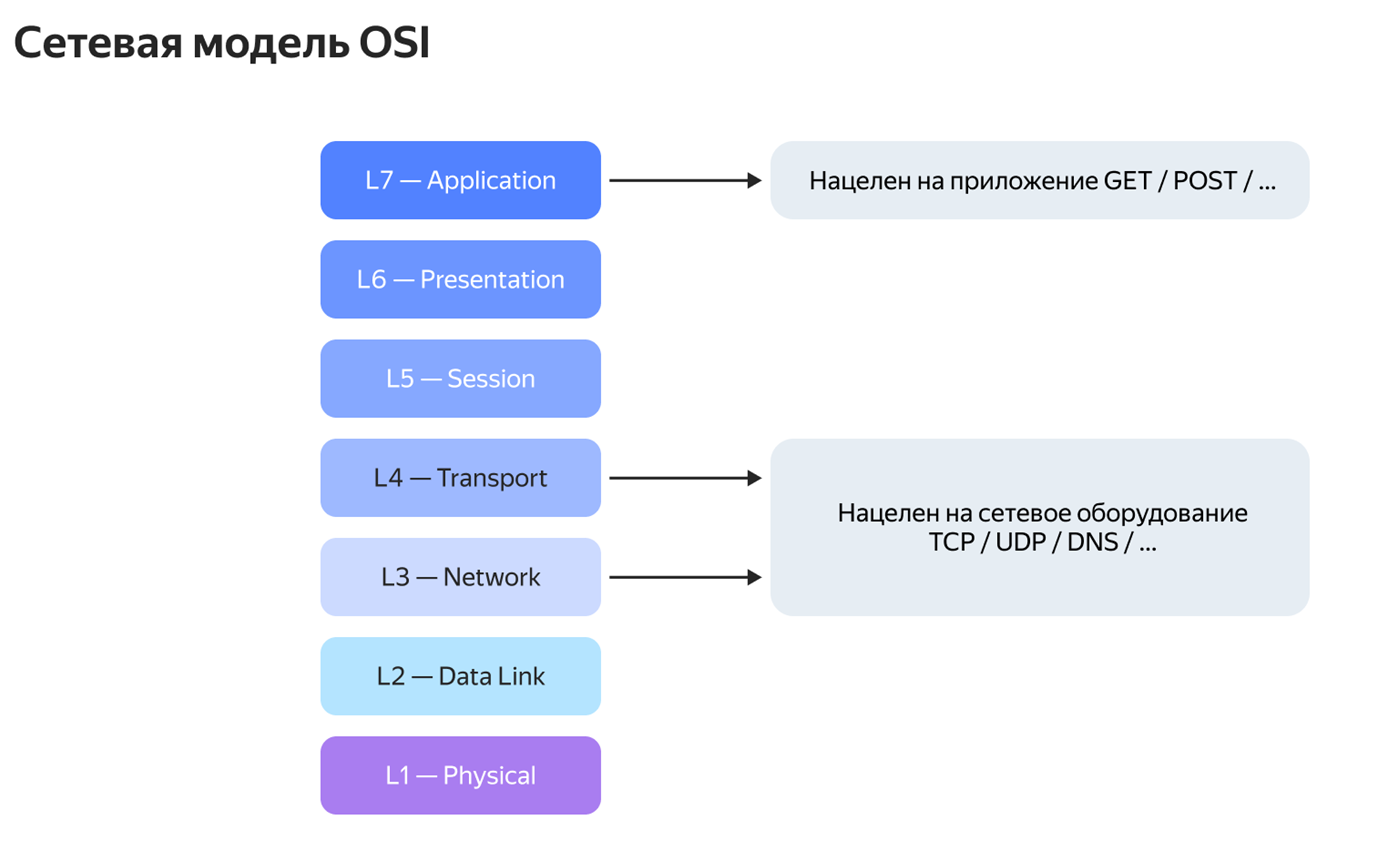 Сетевая модель OSI
L7 — Application
Нацелен на приложение GET / POST / ...
L6 — Presentation
L5 — Session
L4 — Transport
Нацелен на сетевое оборудование
TCP / UDP / DNS / ...
L3 — Network
L2 — Data Link
L1 — Physical